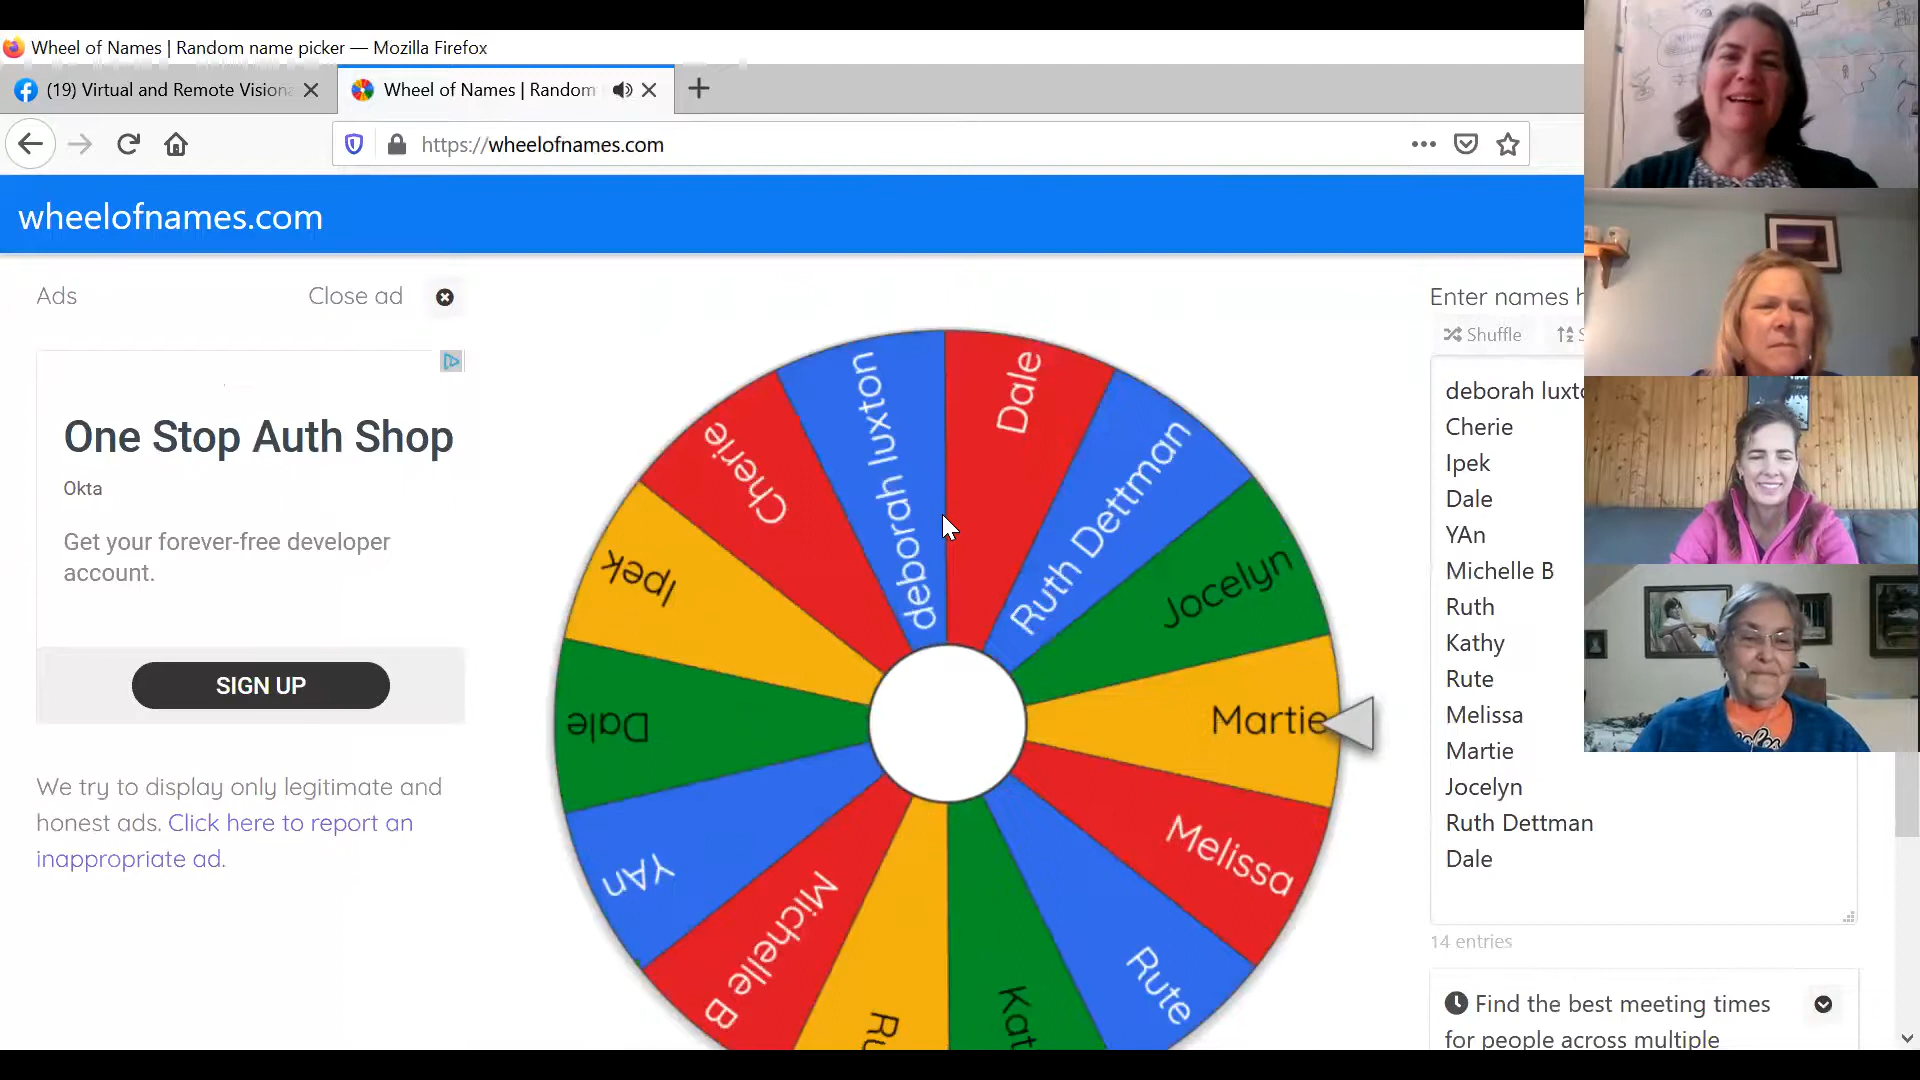 Wheel of Names | Random name picker — Mozilla Firefox
(19) Virtual and Remote Visiona
Wheel of Names | Random
https://wheelofnames.com
wheelofnames.com
Ads
Close ad
One Stop Auth Shop
Okta
Get your forever-free developer
account.
SIGN UP
We try to display only legitimate and
honest ads. Click here to report an
inappropriate ad.
Dale
Ruth Dettman
Jocelyn
Martie
Melissa
Rute
Kat
Ru
Michelle B
YAn
Dale
Ipek
Cherie
deborah luxton
Enter names h
Shuffle
S
deborah luxto
Cherie
Ipek
Dale
YAn
Michelle B
Ruth
Kathy
Rute
Melissa
Martie
Jocelyn
Ruth Dettman
Dale
14 entries
Find the best meeting times
for people across multiple